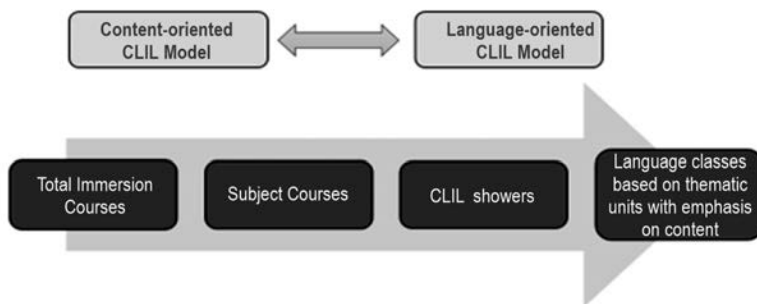 Content-oriented
CLIL Model
Language-oriented
CLIL Model
Total Immersion
Courses
Subject Courses
CLIL showers
Language classes
based on thematic
units with emphasis
on content